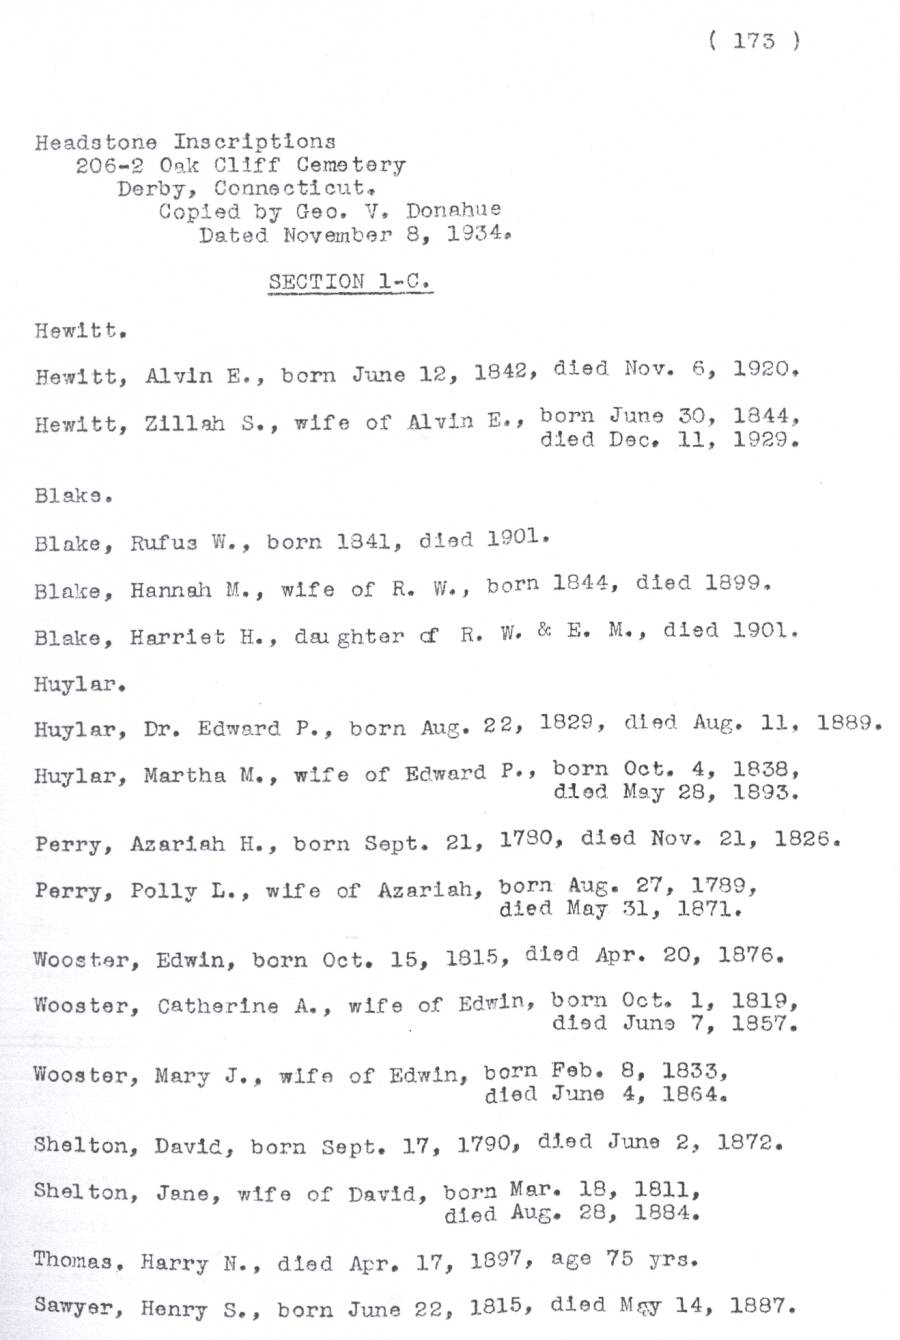 ( 173 )
Headstone Inscriptions
206-2 Oak Cliff Cemetery
Derby, Connecticut.
Copied by Geo. V. Donahue
Dated November 8, 1934.
SECTION 1-C.
Hewitt.
Hewitt, Alvin E., born June 12, 1842, died Nov. 6, 1920.
Hewitt, Zillah S., wife of Alvin E., born June 30, 1844,
died Dec. 11, 1929.
Blake.
Blake, Rufus W., born 1841, died 1901.
Blake, Hannah M., wife of R. W., born 1844, died 1899.
Blake, Harriet H., daughter of R. W. & E. M., died 1901.
Huylar.
Huylar, Dr. Edward P., born Aug. 22, 1829, died Aug. 11, 1889.
Huylar, Martha M., wife of Edward P., born Oct. 4, 1838,
died May 28, 1893.
Perry, Azariah H., born Sept. 21, 1780, died Nov. 21, 1826.
Perry, Polly L., wife of Azariah, born Aug. 27, 1789,
died May 31, 1871.
Wooster, Edwin, born Oct. 15, 1815, died Apr. 20, 1876.
Wooster, Catherine A., wife of Edwin, born Oct. 1, 1819,
died June 7, 1857.
Wooster, Mary J., wife of Edwin, born Feb. 8, 1833,
died June 4, 1864.
Shelton, David, born Sept. 17, 1790, died June 2, 1872.
Shelton, Jane, wife of David, born Mar. 18, 1811,
died Aug. 28, 1884.
Thomas, Harry N., died Apr. 17, 1897, age 75 yrs.
Sawyer, Henry S., born June 22, 1815, died May 14, 1887.